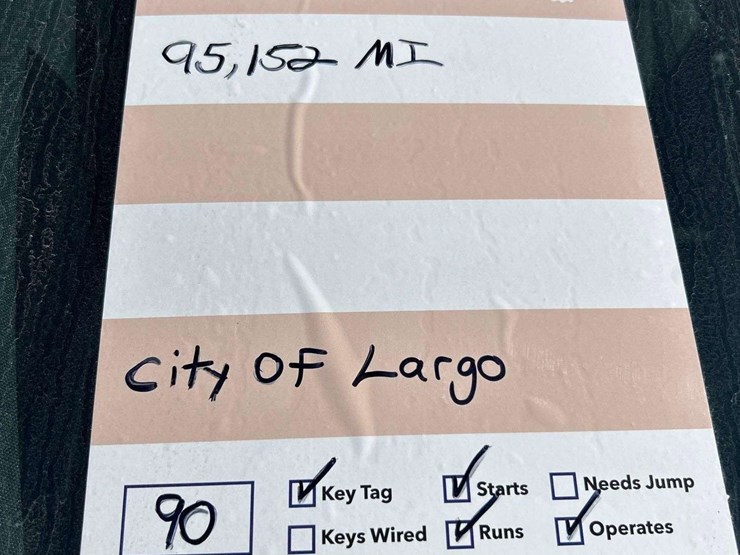 95,152 MI
City OF Largo
90
Key Tag Starts Needs Jump
Keys Wired Runs Operates